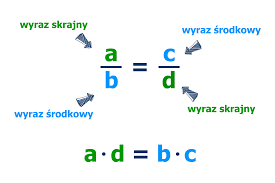 wyraz skrajny
wyraz środkowy
a = c
b d
wyraz środkowy
wyraz skrajny
a · d = b · c